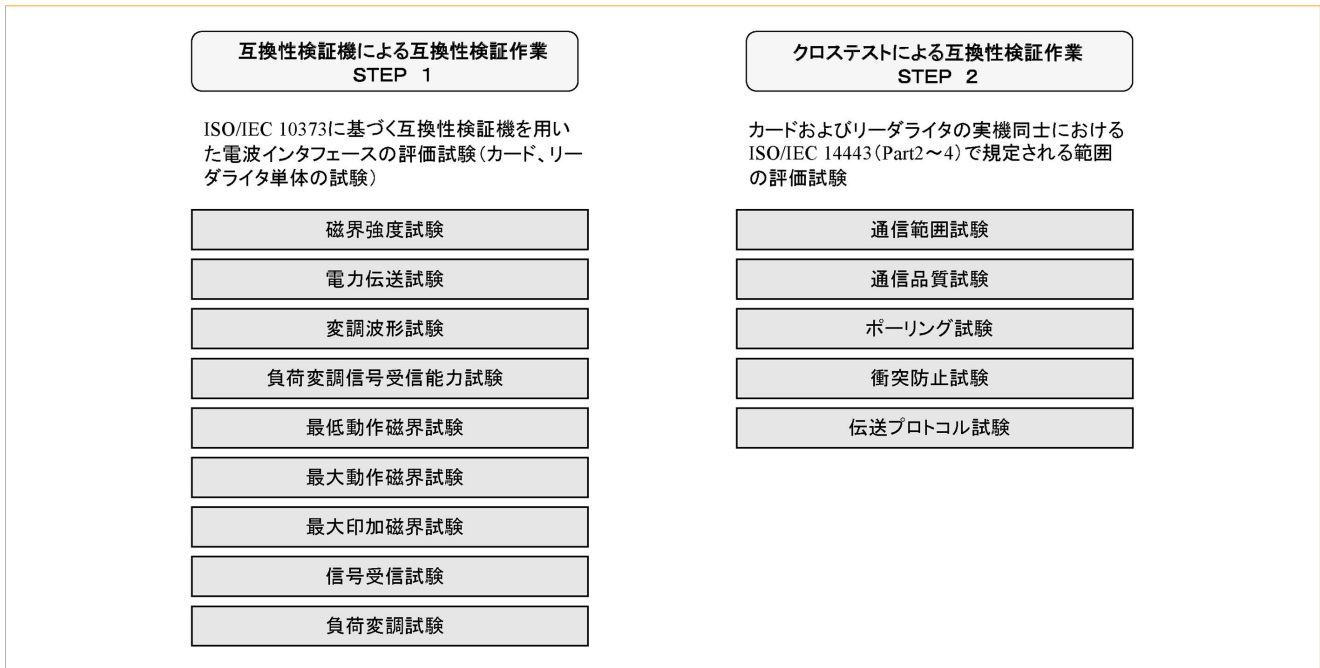 互換性検証機による互換性検証作業
STEP 1
ISO/IEC 10373に基づく互換性検証機を用い
た電波インタフェースの評価試験(カード、リー
ダライタ単体の試験)
磁界強度試験
電力伝送試験
変調波形試験
負荷変調信号受信能力試験
最低動作磁界試験
最大動作磁界試験
最大印加磁界試験
信号受信試験
負荷変調試験
クロステストによる互換性検証作業
STEP 2
カードおよびリーダライタの実機同士における
ISO/IEC 14443(Part2~4)で規定される範囲
の評価試験
通信範囲試験
通信品質試験
ポーリング試験
衝突防止試験
伝送プロトコル試験